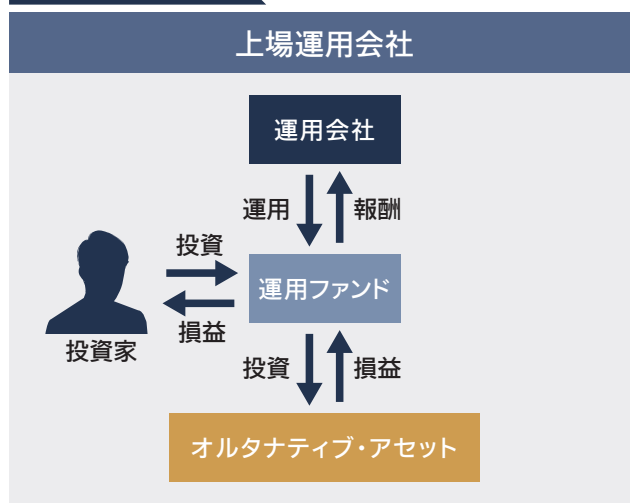 上場運用会社
運用会社
運用
報酬
投資
運用ファンド
損益
投資家
投資
損益
オルタナティブ・アセット